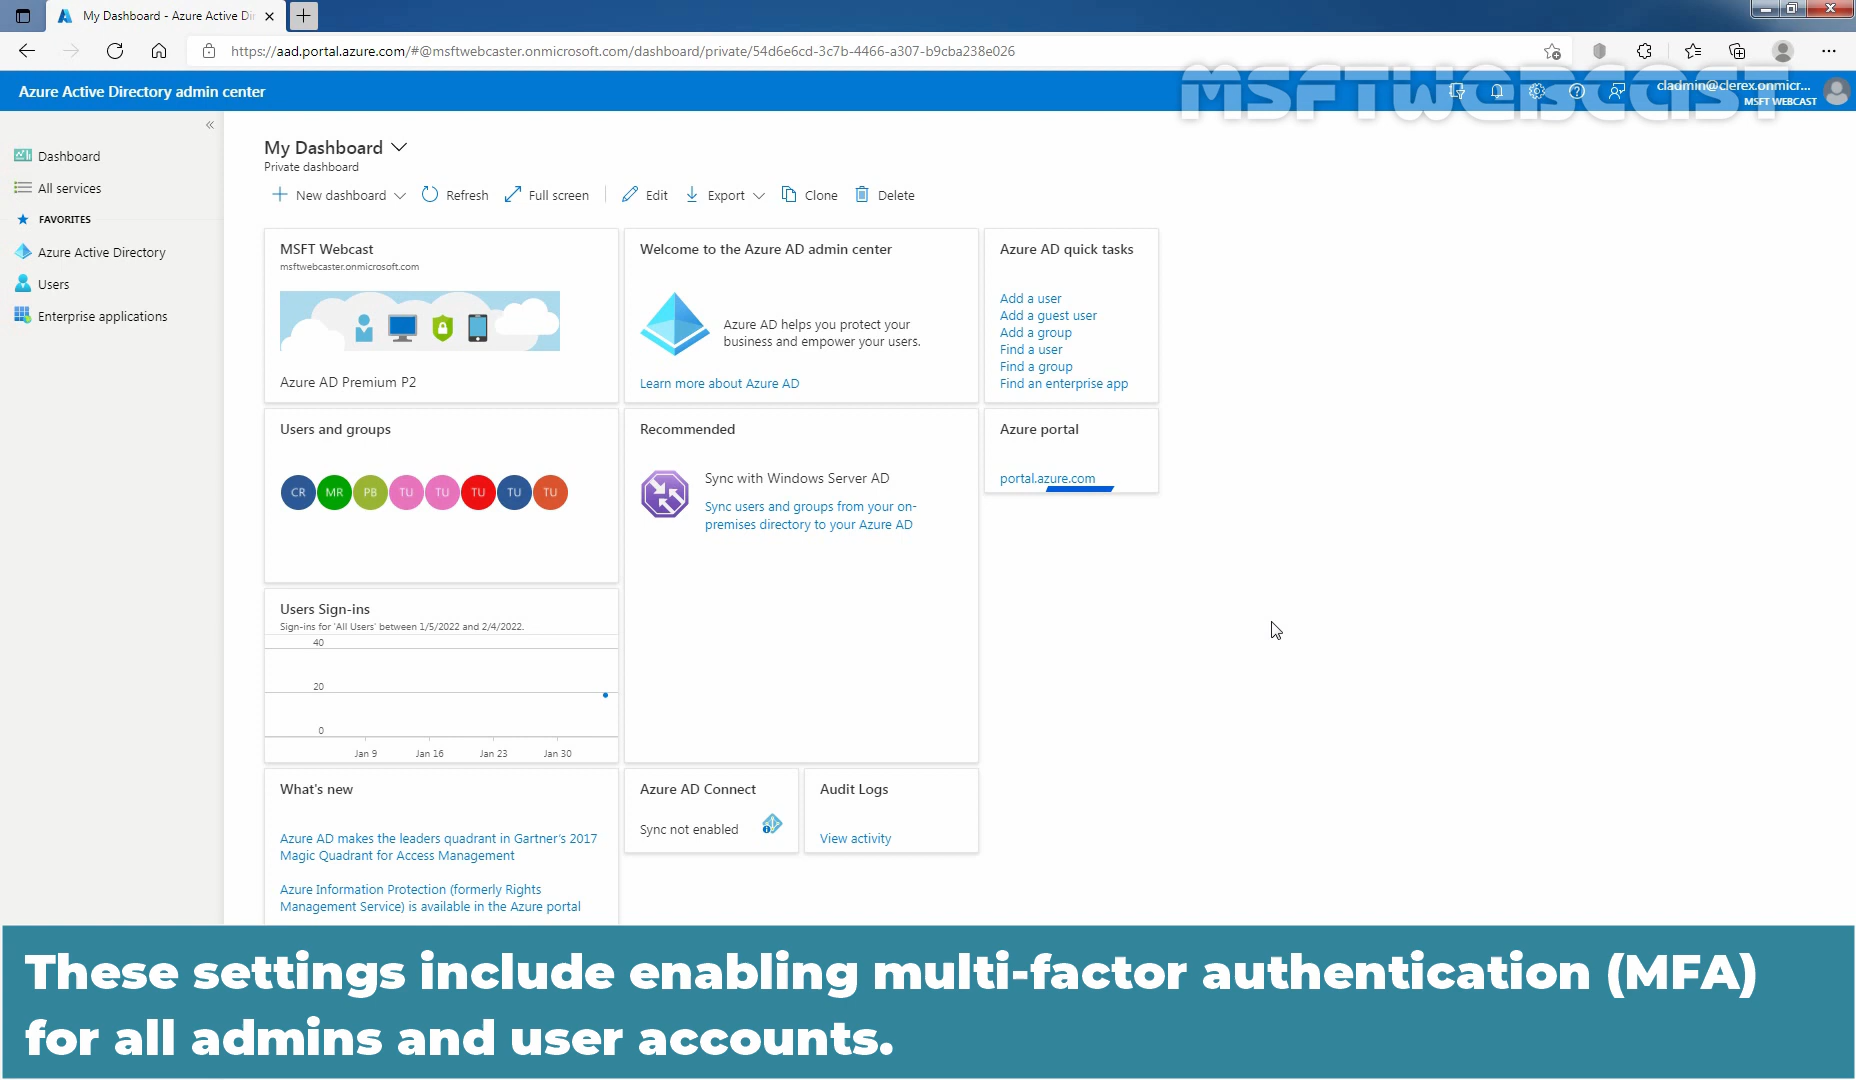 My Dashboard - Azure Active Di
https://aad.portal.azure.com/#@msftwebcaster.onmicrosoft.com/dashboard/private/54d6e6cd-3c7b-4466-a307-b9cba238e026
MSFTWEBCAST
Azure Active Directory admin center
cladmin@clerex.onmicr...
MSFT WEBCAST
Dashboard
All services
FAVORITES
Azure Active Directory
Users
Enterprise applications
My Dashboard
Private dashboard
New dashboard Refresh Full screen Edit Export Clone Delete
MSFT Webcast
msftwebcaster.onmicrosoft.com
Azure AD Premium P2
Welcome to the Azure AD admin center
Azure AD helps you protect your
business and empower your users.
Learn more about Azure AD
Azure AD quick tasks
Add a user
Add a guest user
Add a group
Find a user
Find a group
Find an enterprise app
Users and groups
CR MR PB TU TU TU TU TU
Recommended
Sync with Windows Server AD
Sync users and groups from your on-
premises directory to your Azure AD
Azure portal
portal.azure.com
Users Sign-ins
Sign-ins for 'All Users' between 1/5/2022 and 2/4/2022.
40
20
0
Jan 9 Jan 16 Jan 23 Jan 30
What's new
Azure AD makes the leaders quadrant in Gartner's 2017
Magic Quadrant for Access Management
Azure Information Protection (formerly Rights
Management Service) is available in the Azure portal
Azure AD Connect
Sync not enabled
Audit Logs
View activity
These settings include enabling multi-factor authentication (MFA)
for all admins and user accounts.